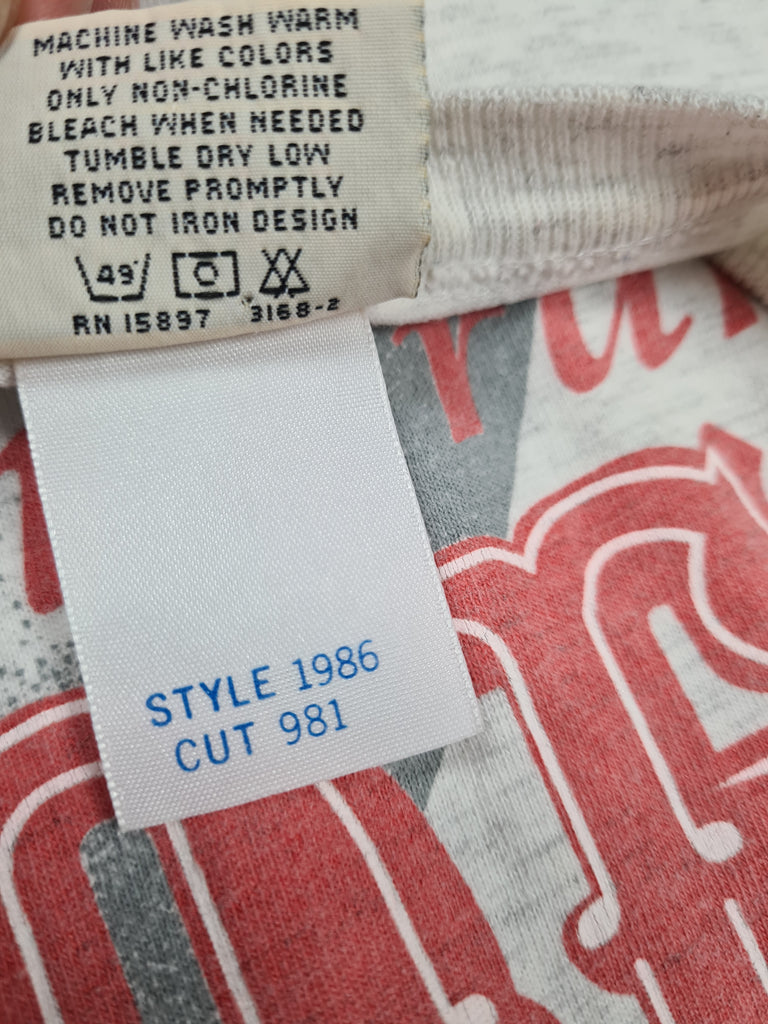 MACHINE WASH WARM
WITH LIKE COLORS
ONLY NON-CHLORINE
BLEACH WHEN NEEDED
TUMBLE DRY LOW
REMOVE PROMPTLY
DO NOT IRON DESIGN
49°
RN 15897 3168-2
STYLE 1986
CUT 981